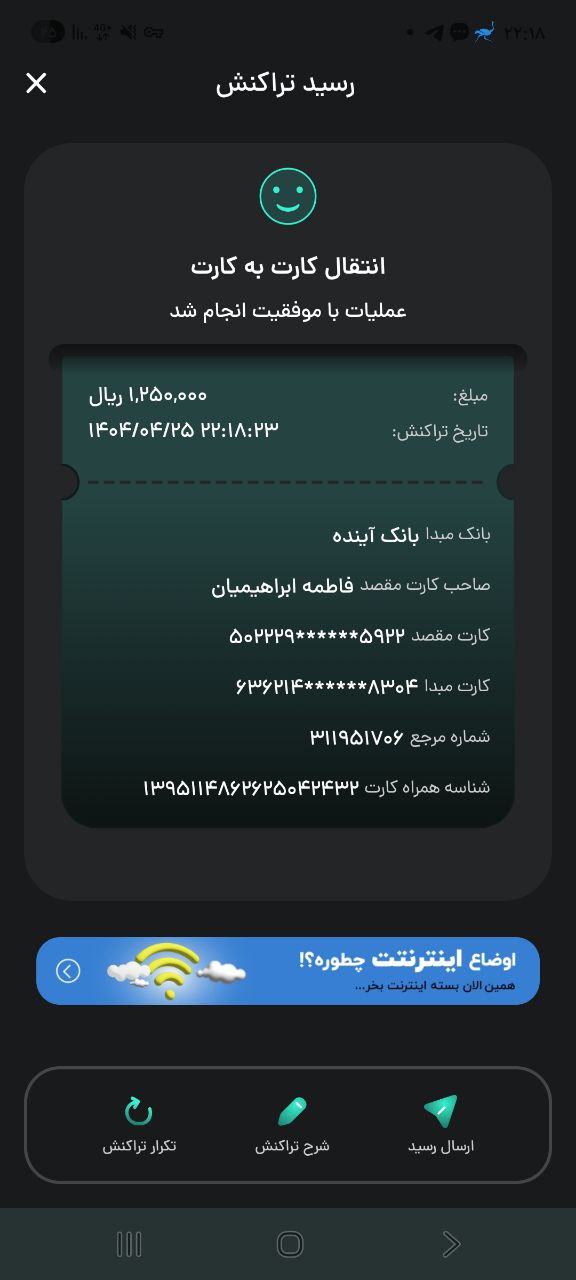 ۲۲:۱۸
4G+
رسید تراکنش
انتقال کارت به کارت
عملیات با موفقیت انجام شد
مبلغ: ۱,۲۵۰,۰۰۰ ریال
تاریخ تراکنش: ۱۴۰۴/۰۴/۲۵ ۲۲:۱۸:۲۳
بانک مبدا بانک آینده
صاحب کارت مقصد فاطمه ابراهیمیان
کارت مقصد ۵۰۲۲۲۹******۵۹۲۲
کارت مبدا ۶۳۶۲۱۴******۸۳۰۴
شماره مرجع ۳۱۱۹۵۱۷۰۶
شناسه همراه کارت ۱۳۹۵۱۱۴۸۶۲۶۲۵۰۴۲۴۳۲
اوضاع اینترنتت چطوره؟!
همین الان بسته اینترنت بخر...
ارسال رسید
شرح تراکنش
تکرار تراکنش